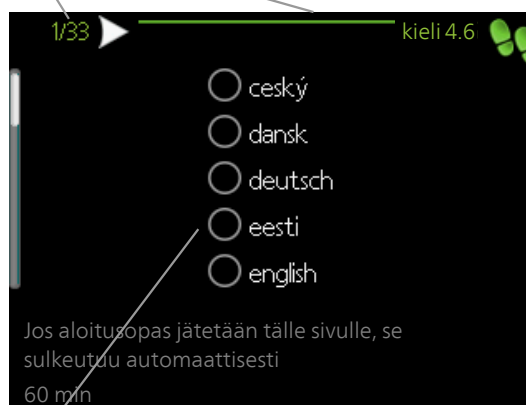 1/33 kieli 4.6
ceský
dansk
deutsch
eesti
english
Jos aloitusopas jätetään tälle sivulle, se
sulkeutuu automaattisesti
60 min